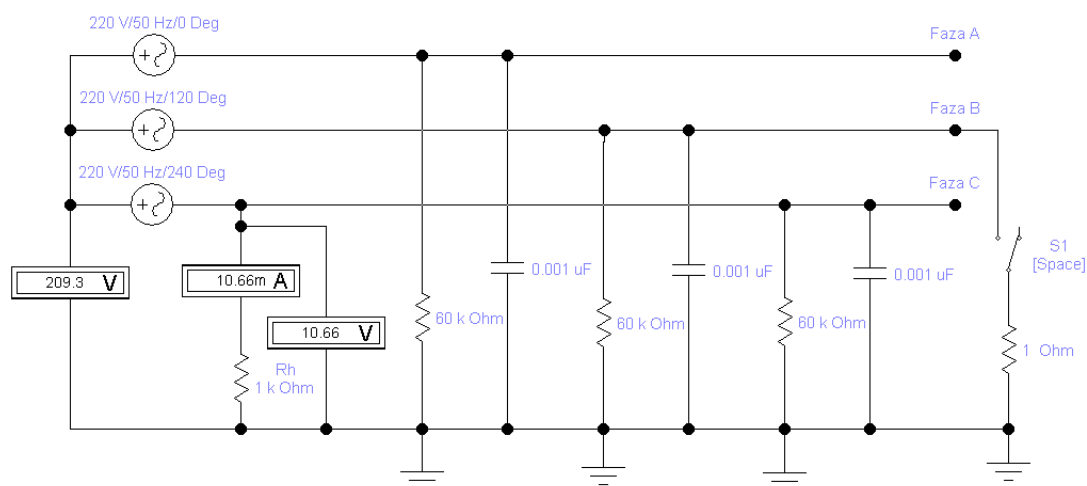 220 V/50 Hz/0 Deg
Faza A
220 V/50 Hz/120 Deg
Faza B
220 V/50 Hz/240 Deg
Faza C
S1
[Space]
209.3 V
10.66m A
0.001 uF
0.001 uF
0.001 uF
60 k Ohm
60 k Ohm
60 k Ohm
10.66 V
1 Ohm
Rh
1 k Ohm